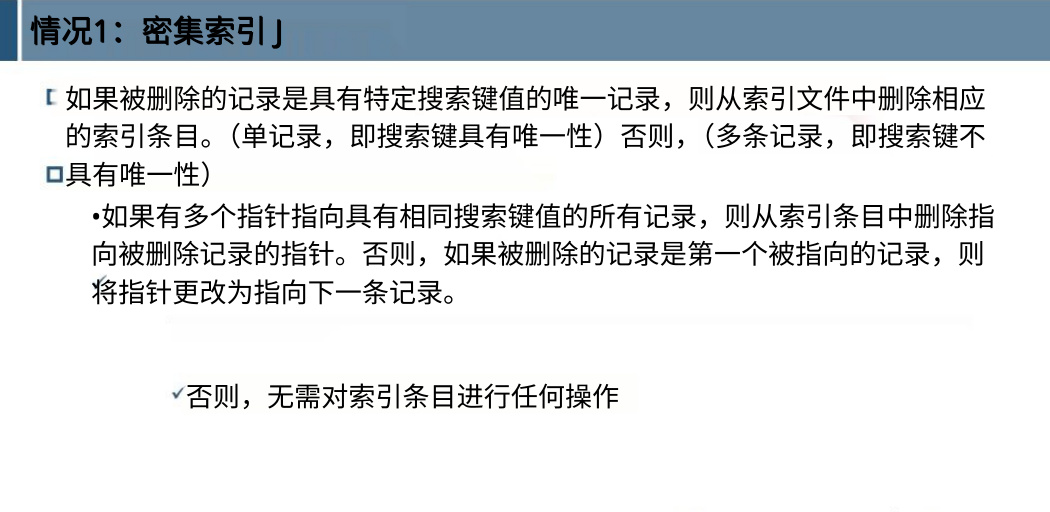 情况1：密集索引 J
如果被删除的记录是具有特定搜索键值的唯一记录，则从索引文件中删除相应
的索引条目。（单记录，即搜索键具有唯一性）否则，（多条记录，即搜索键不
具有唯一性）
•如果有多个指针指向具有相同搜索键值的所有记录，则从索引条目中删除指
向被删除记录的指针。否则，如果被删除的记录是第一个被指向的记录，则
将指针更改为指向下一条记录。
✓否则，无需对索引条目进行任何操作